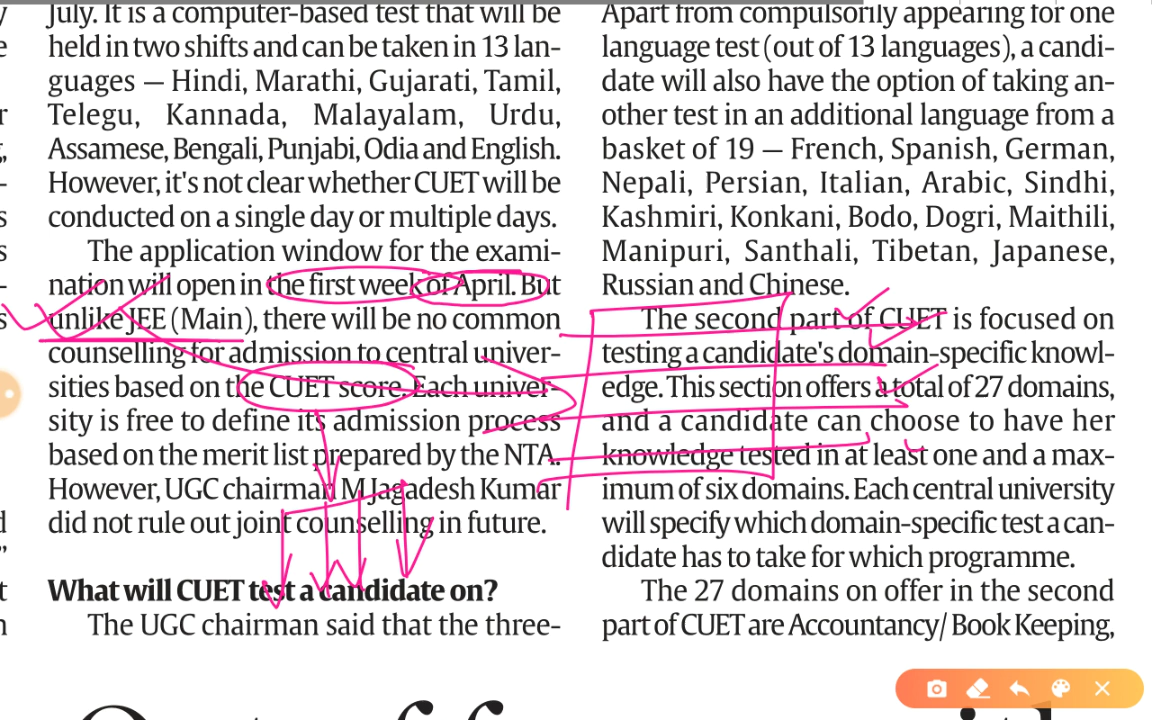 July. It is a computer-based test that will be
held in two shifts and can be taken in 13 lan-
guages — Hindi, Marathi, Gujarati, Tamil,
Telegu, Kannada, Malayalam, Urdu,
Assamese, Bengali, Punjabi, Odia and English.
However, it's not clear whether CUET will be
conducted on a single day or multiple days.
The application window for the exami-
nation will open in the first week of April. But
unlike JEE (Main), there will be no common
counselling for admission to central univer-
sities based on the CUET score. Each univer-
sity is free to define its admission process
based on the merit list prepared by the NTA.
However, UGC chairman M Jagadesh Kumar
did not rule out joint counselling in future.
What will CUET test a candidate on?
The UGC chairman said that the three-
Apart from compulsorily appearing for one
language test (out of 13 languages), a candi-
date will also have the option of taking an-
other test in an additional language from a
basket of 19 — French, Spanish, German,
Nepali, Persian, Italian, Arabic, Sindhi,
Kashmiri, Konkani, Bodo, Dogri, Maithili,
Manipuri, Santhali, Tibetan, Japanese,
Russian and Chinese.
The second part of CUET is focused on
testing a candidate's domain-specific knowl-
edge. This section offers a total of 27 domains,
and a candidate can choose to have her
knowledge tested in at least one and a max-
imum of six domains. Each central university
will specify which domain-specific test a can-
didate has to take for which programme.
The 27 domains on offer in the second
part of CUET are Accountancy/ Book Keeping,